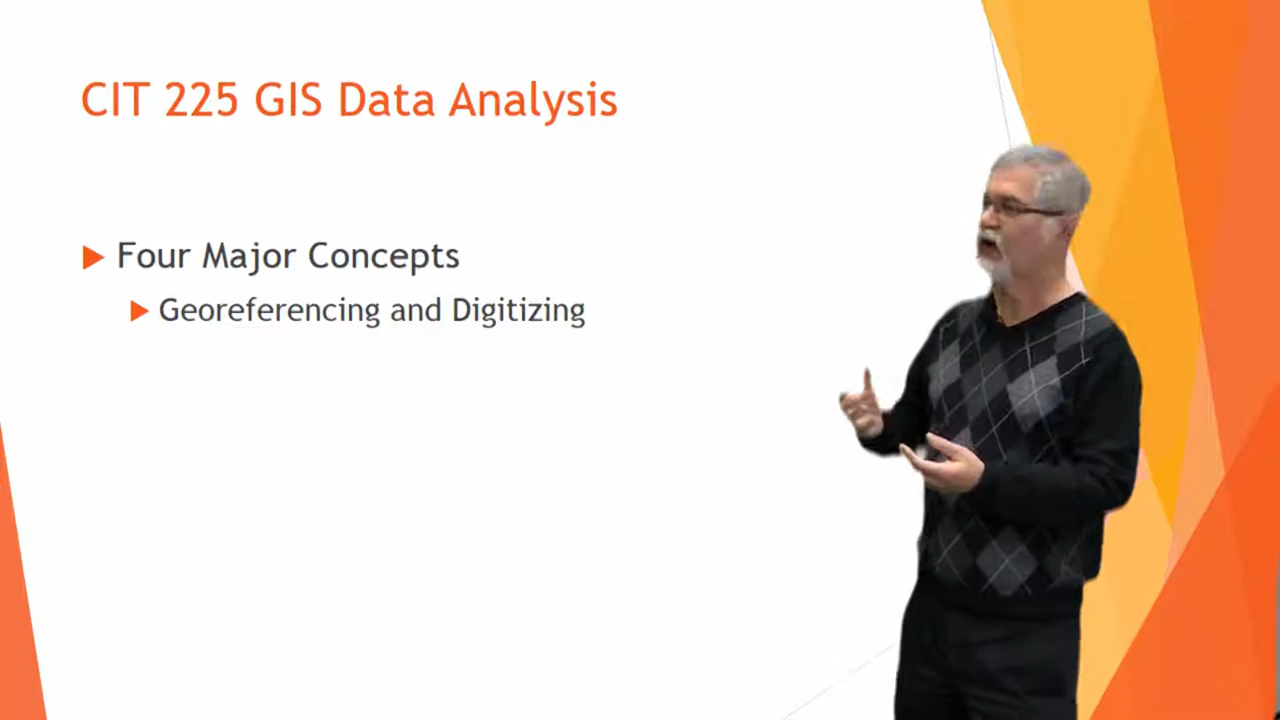 CIT 225 GIS Data Analysis
Four Major Concepts
Georeferencing and Digitizing